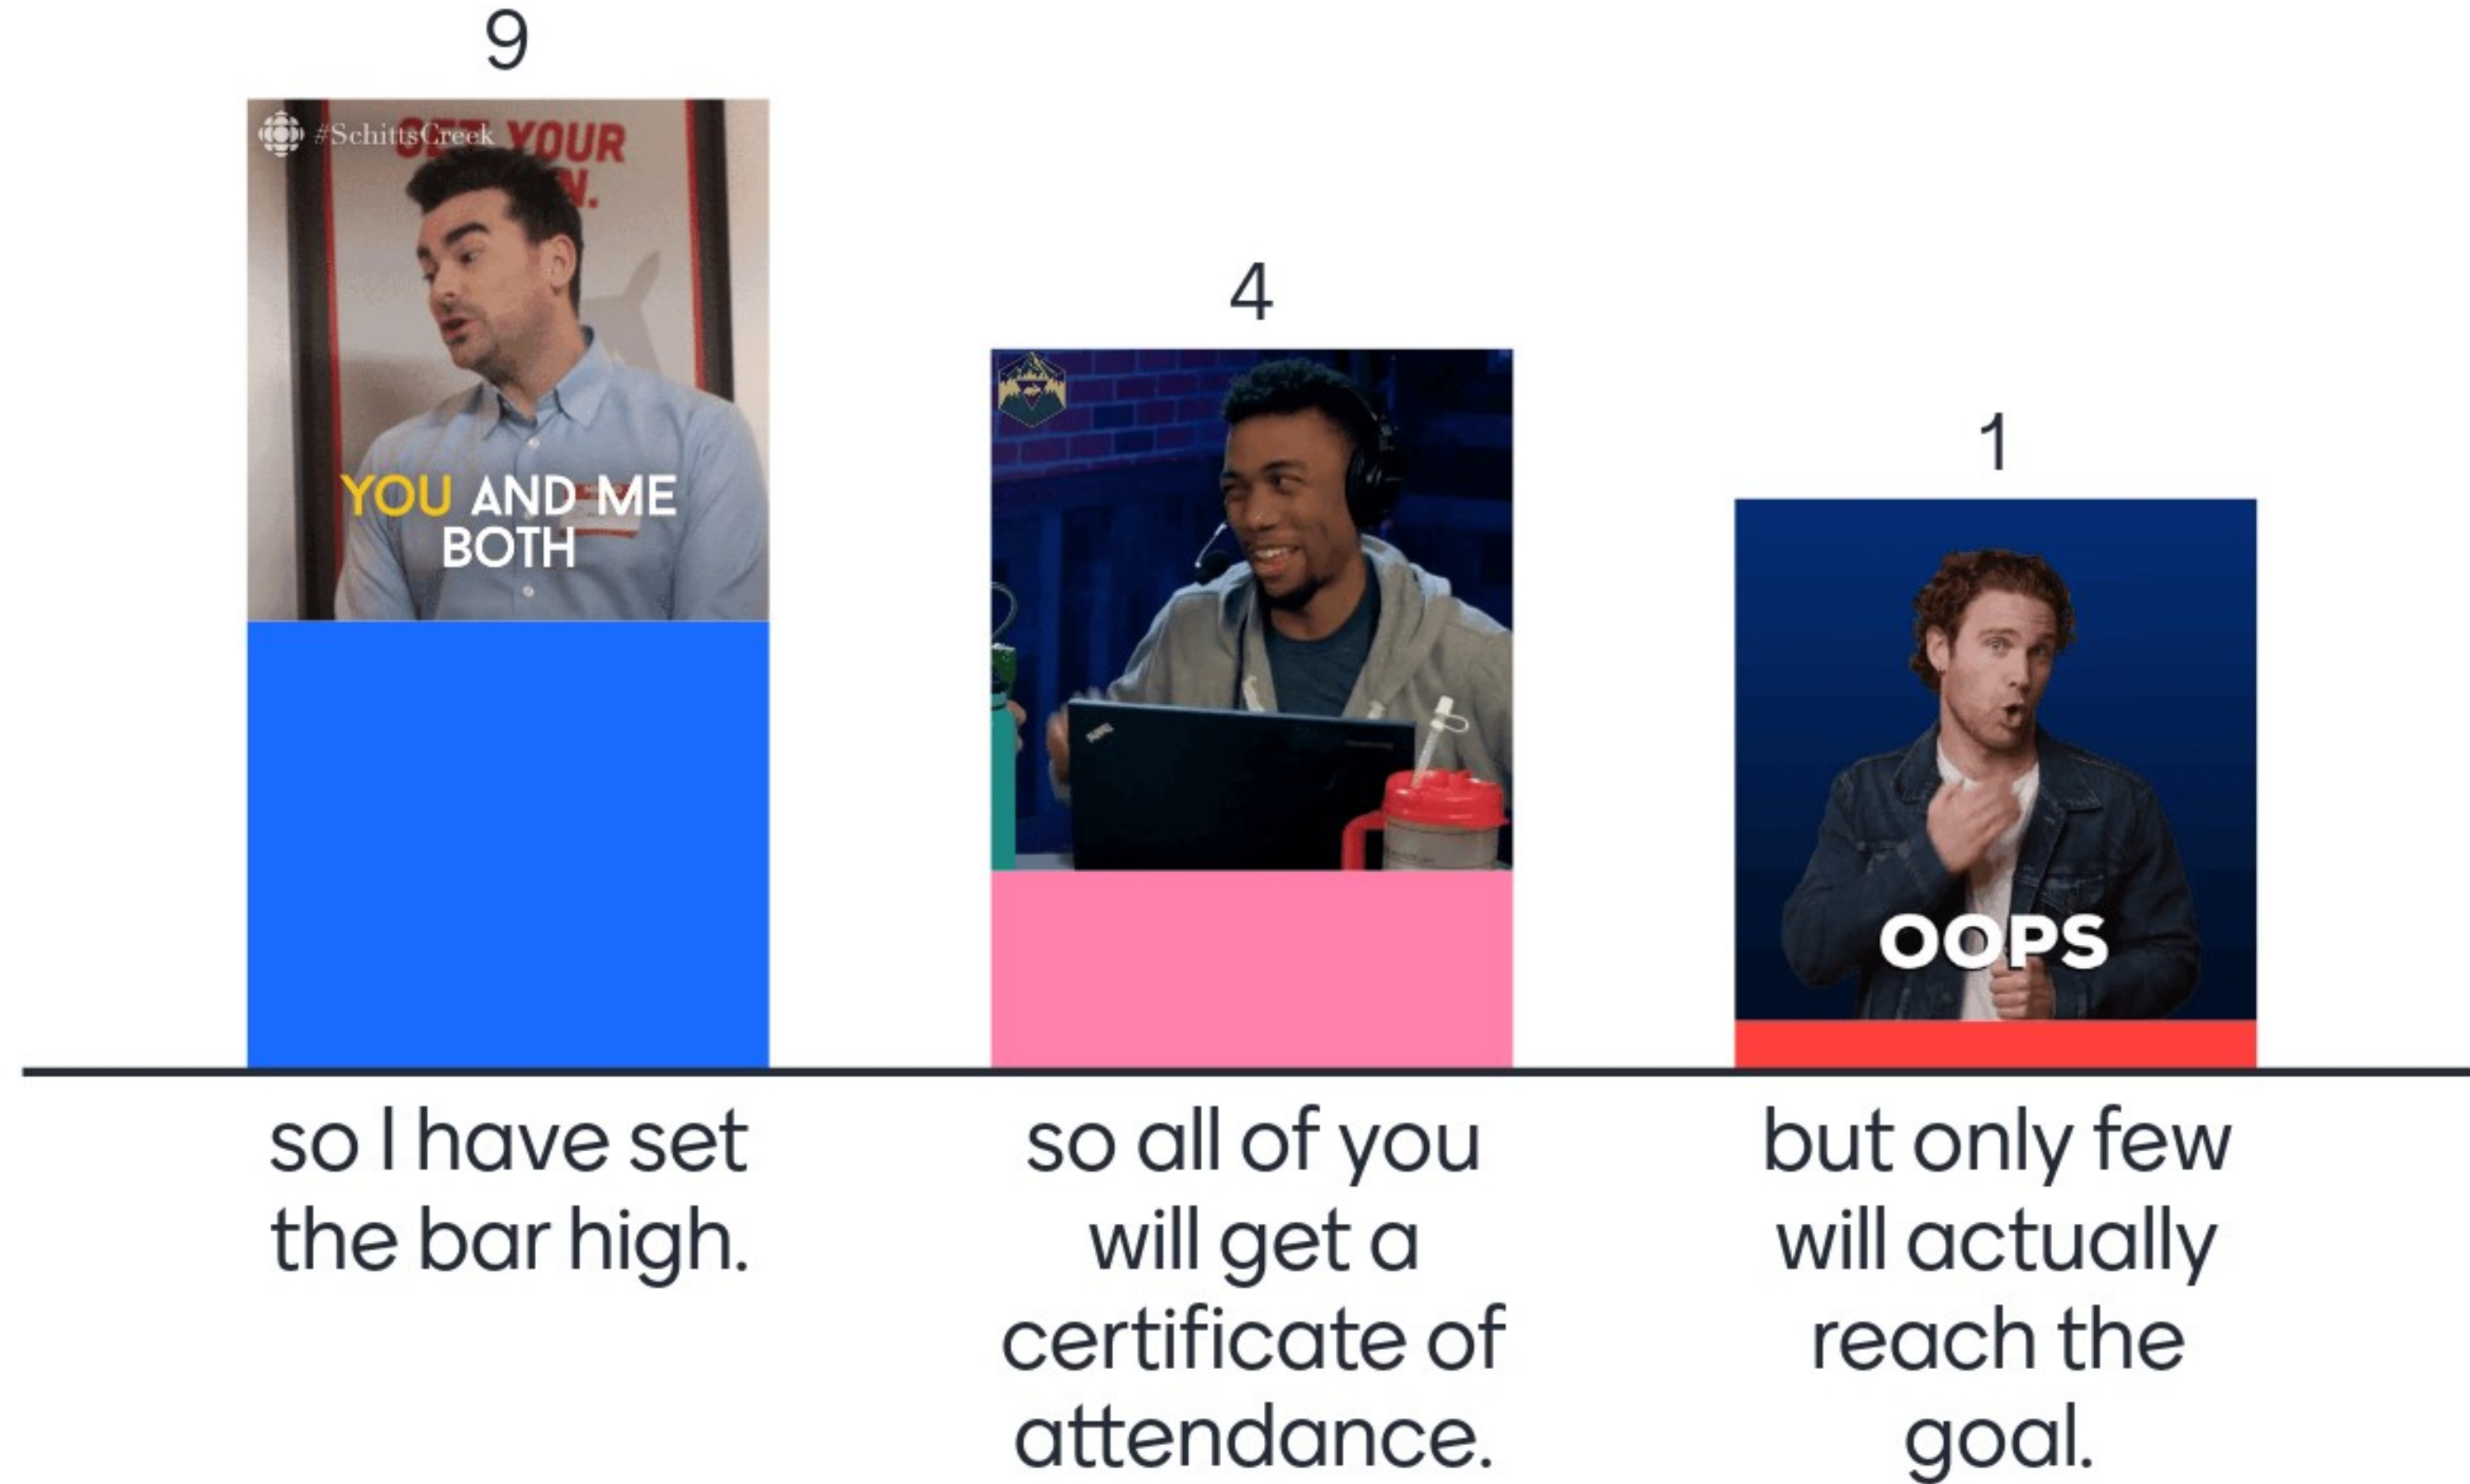 9
#SchittsCreek
YOUR
N.
YOU AND ME
BOTH
4
1
OOPS
so I have set
the bar high.
so all of you
will get a
certificate of
attendance.
but only few
will actually
reach the
goal.